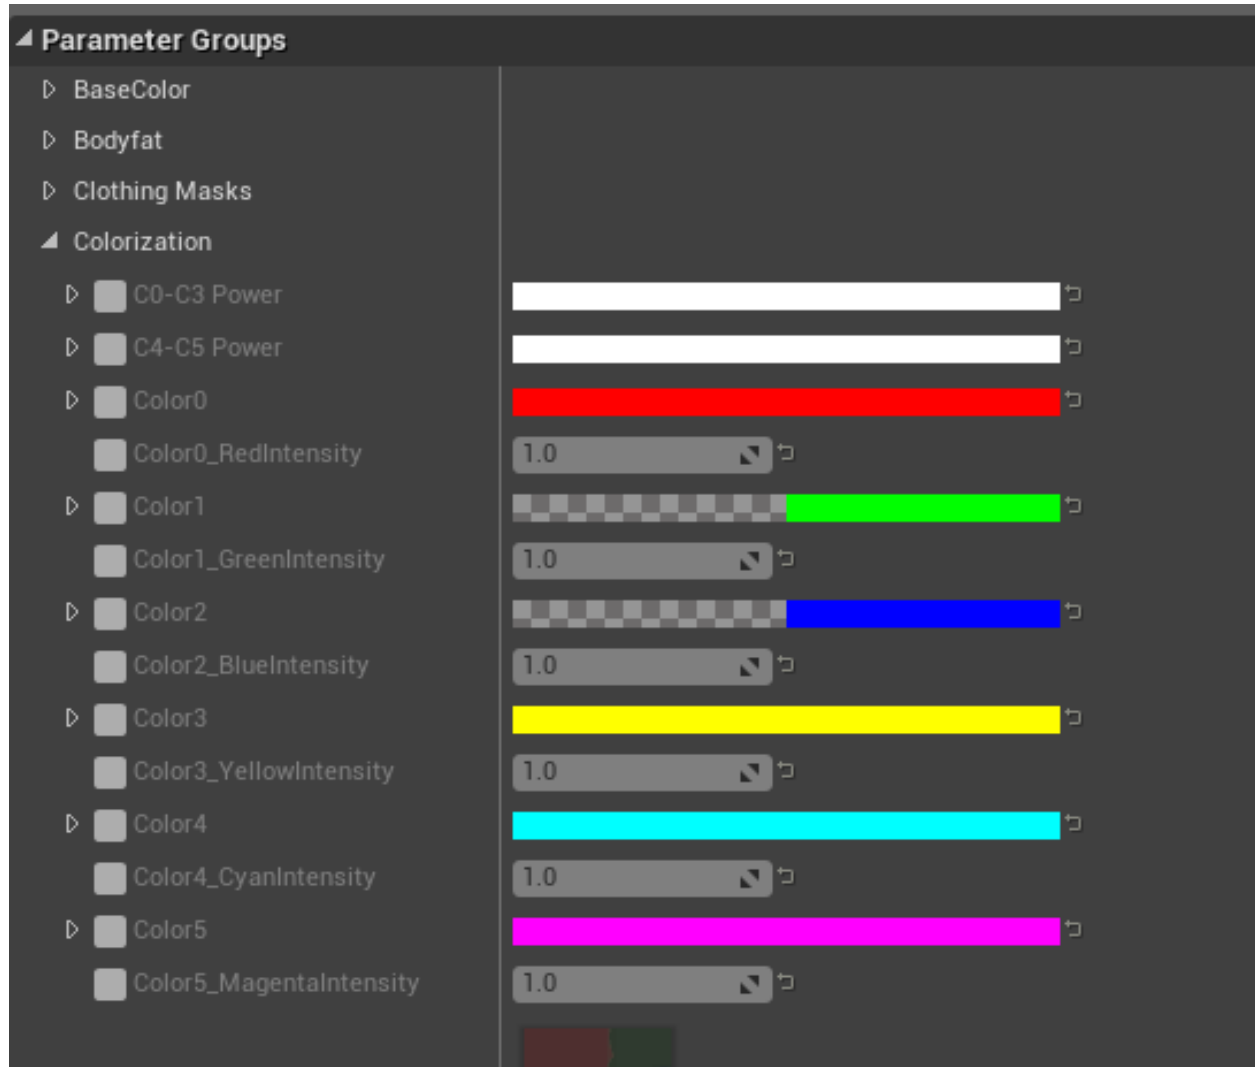 Parameter Groups
BaseColor
Bodyfat
Clothing Masks
Colorization
C0-C3 Power
C4-C5 Power
Color0
Color0_RedIntensity 1.0
Color1
Color1_GreenIntensity 1.0
Color2
Color2_BlueIntensity 1.0
Color3
Color3_YellowIntensity 1.0
Color4
Color4_CyanIntensity 1.0
Color5
Color5_MagentaIntensity 1.0